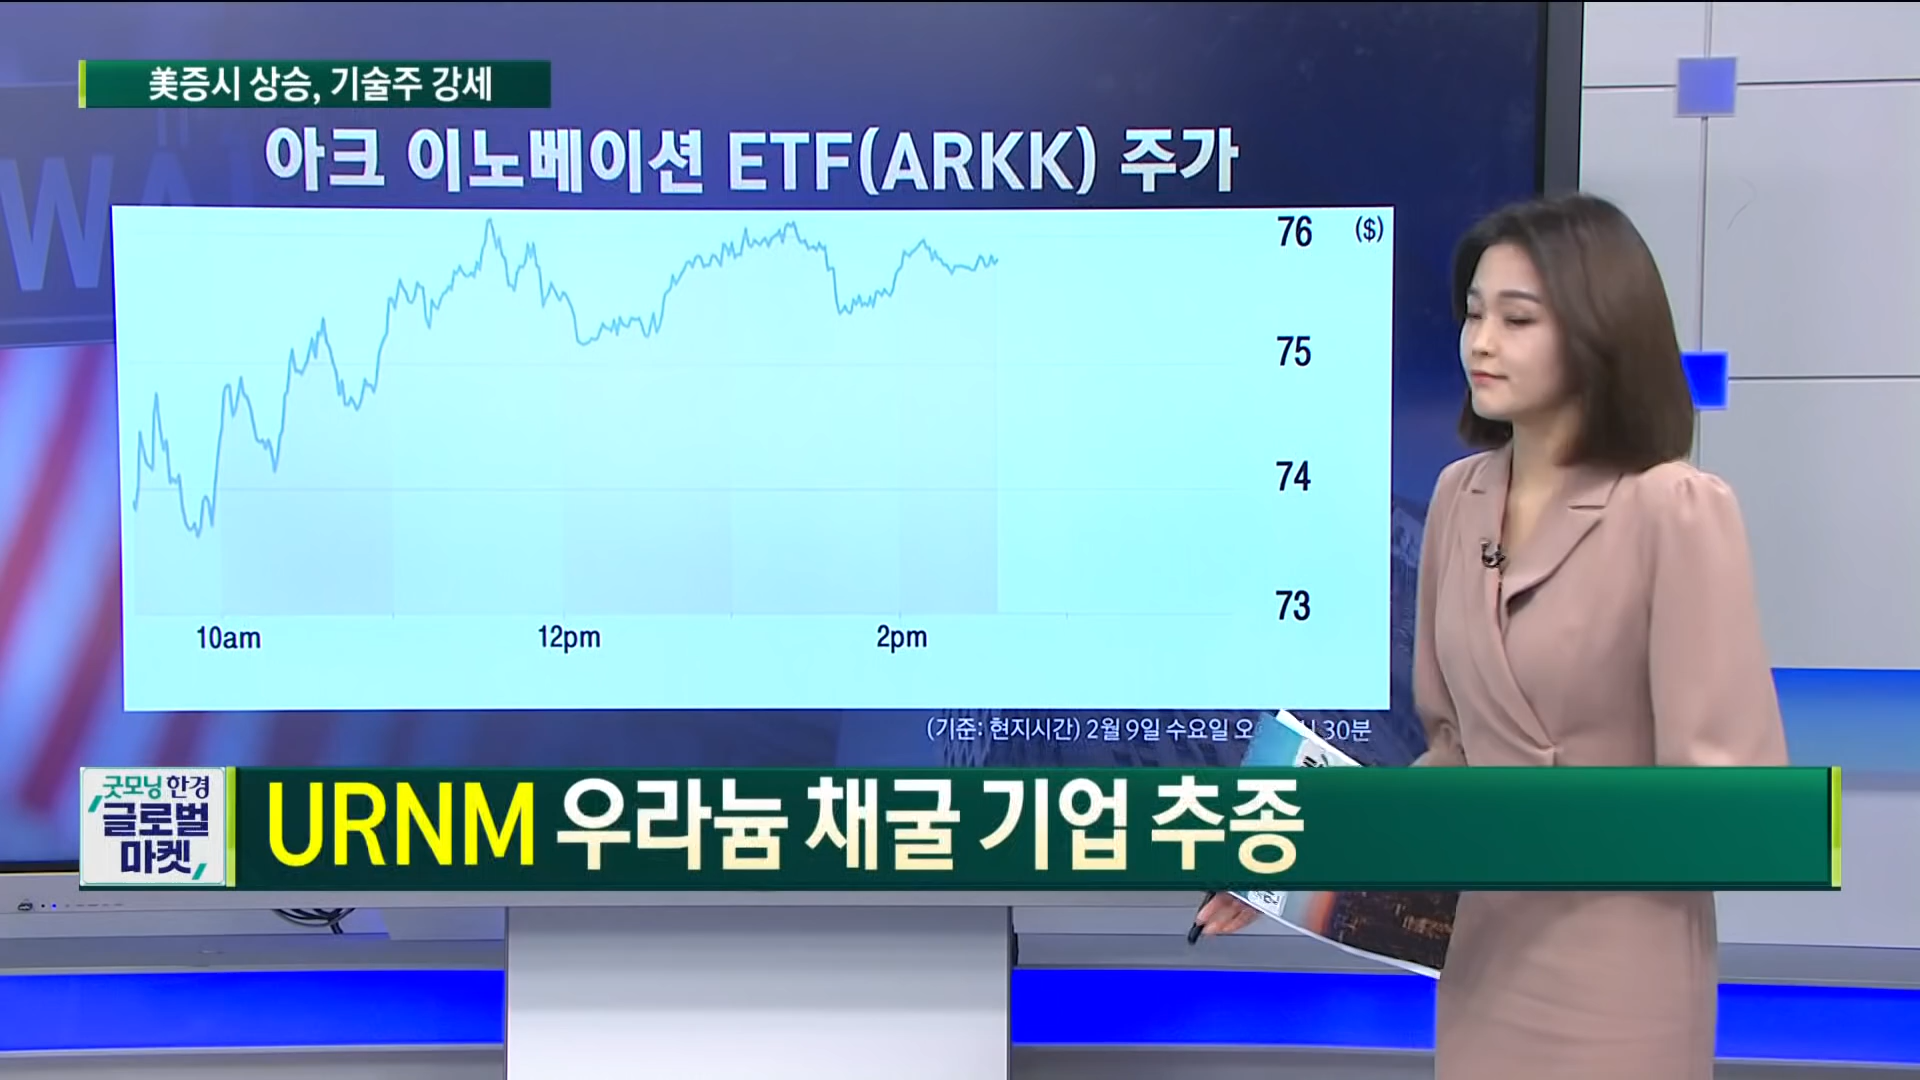 美증시 상승, 기술주 강세
아크 이노베이션 ETF(ARKK) 주가
76 ($)
75
74
73
10am 12pm 2pm
(기준: 현지시간) 2월 9일 수요일 30분
굿모닝 한경
글로벌
마켓
URNM 우라늄 채굴 기업 추종